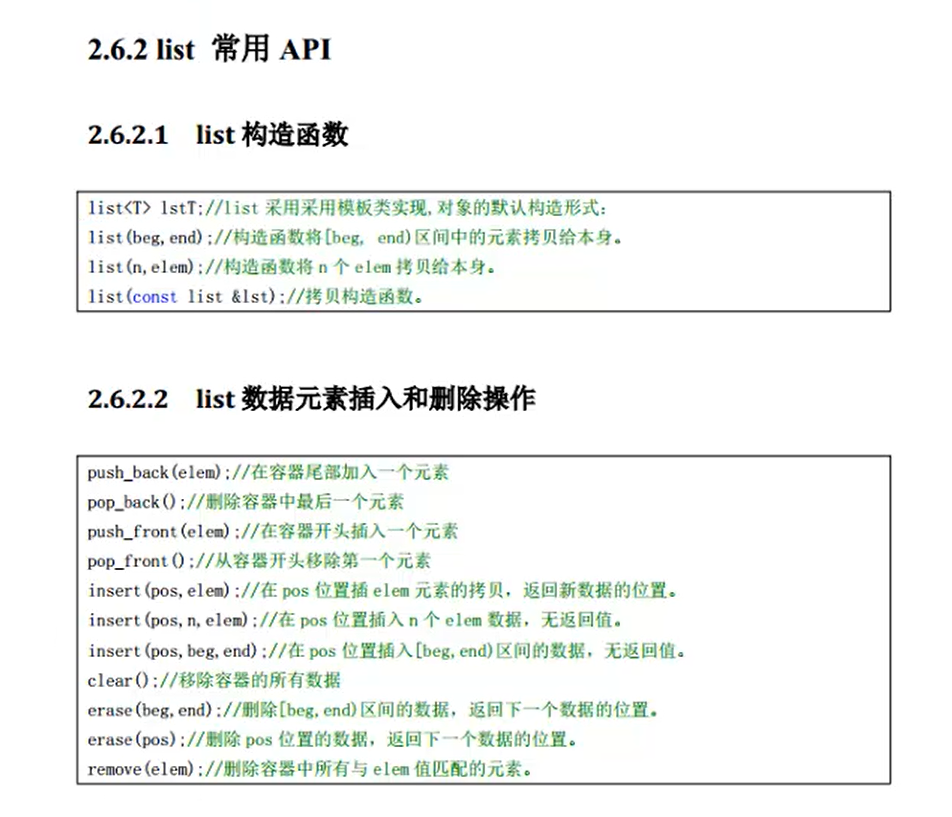 2.6.2 list 常用 API
2.6.2.1 list 构造函数
list<T> lstT;//list 采用采用模板类实现,对象的默认构造形式:
list(beg,end);//构造函数将[beg, end)区间中的元素拷贝给本身。
list(n,elem);//构造函数将 n 个 elem 拷贝给本身。
list(const list &lst);//拷贝构造函数。
2.6.2.2 list 数据元素插入和删除操作
push_back(elem);//在容器尾部加入一个元素
pop_back();//删除容器中最后一个元素
push_front(elem);//在容器开头插入一个元素
pop_front();//从容器开头移除第一个元素
insert(pos,elem);//在 pos 位置插 elem 元素的拷贝，返回新数据的位置。
insert(pos,n,elem);//在 pos 位置插入 n 个 elem 数据，无返回值。
insert(pos,beg,end);//在 pos 位置插入[beg,end)区间的数据，无返回值。
clear();//移除容器的所有数据
erase(beg,end);//删除[beg,end)区间的数据，返回下一个数据的位置。
erase(pos);//删除 pos 位置的数据，返回下一个数据的位置。
remove(elem);//删除容器中所有与 elem 值匹配的元素。